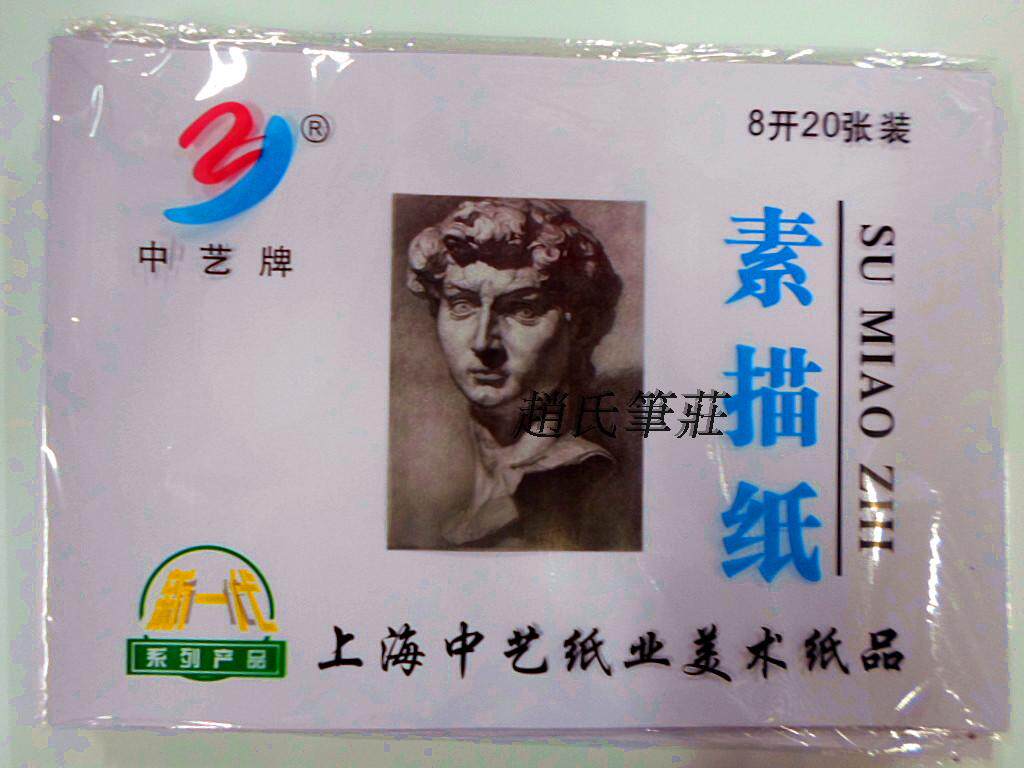 ®
8开20张装
中艺牌
素描纸
SU MIAO ZHI
趙氏筆莊
新一代
系列产品
上海中艺纸业美术纸品